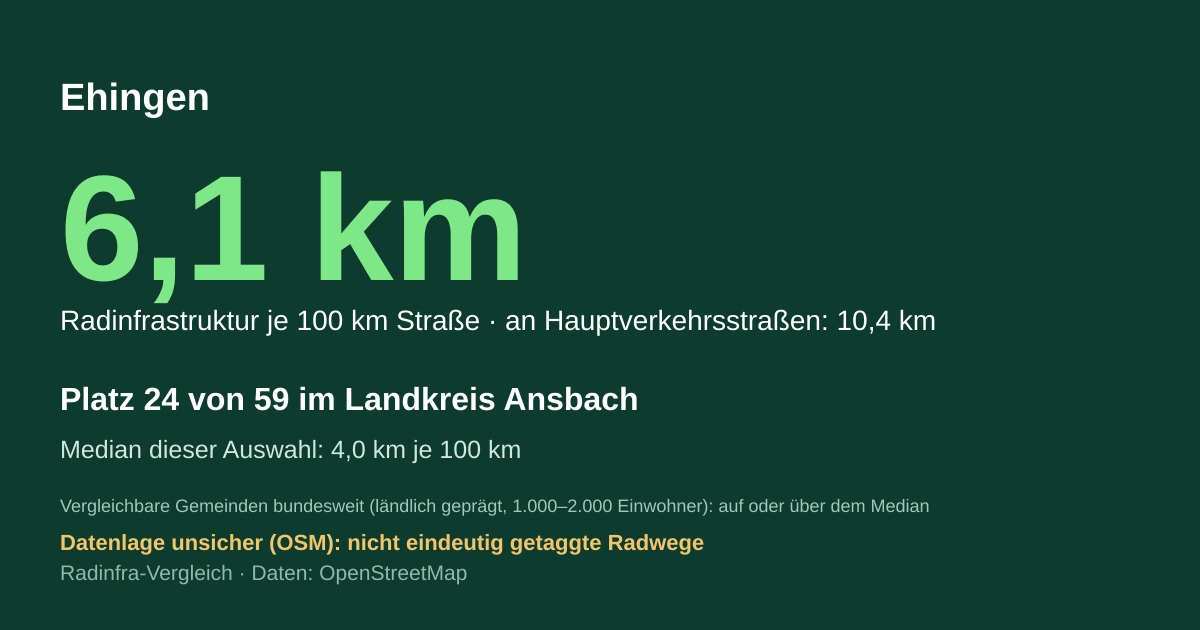 Ehingen
6,1 km
Radinfrastruktur je 100 km Straße · an Hauptverkehrsstraßen: 10,4 km
Platz 24 von 59 im Landkreis Ansbach
Median dieser Auswahl: 4,0 km je 100 km
Vergleichbare Gemeinden bundesweit (ländlich geprägt, 1.000–2.000 Einwohner): auf oder über dem Median
Datenlage unsicher (OSM): nicht eindeutig getaggte Radwege
Radinfra-Vergleich · Daten: OpenStreetMap